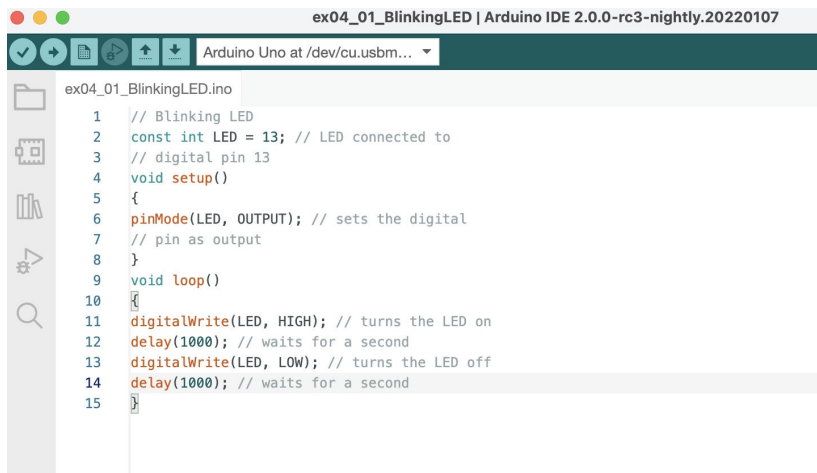 ex04_01_BlinkingLED | Arduino IDE 2.0.0-rc3-nightly.20220107
Arduino Uno at /dev/cu.usbm...
ex04_01_BlinkingLED.ino
1 // Blinking LED
2 const int LED = 13; // LED connected to
3 // digital pin 13
4 void setup()
5 {
6 pinMode(LED, OUTPUT); // sets the digital
7 // pin as output
8 }
9 void loop()
10 {
11 digitalWrite(LED, HIGH); // turns the LED on
12 delay(1000); // waits for a second
13 digitalWrite(LED, LOW); // turns the LED off
14 delay(1000); // waits for a second
15 }